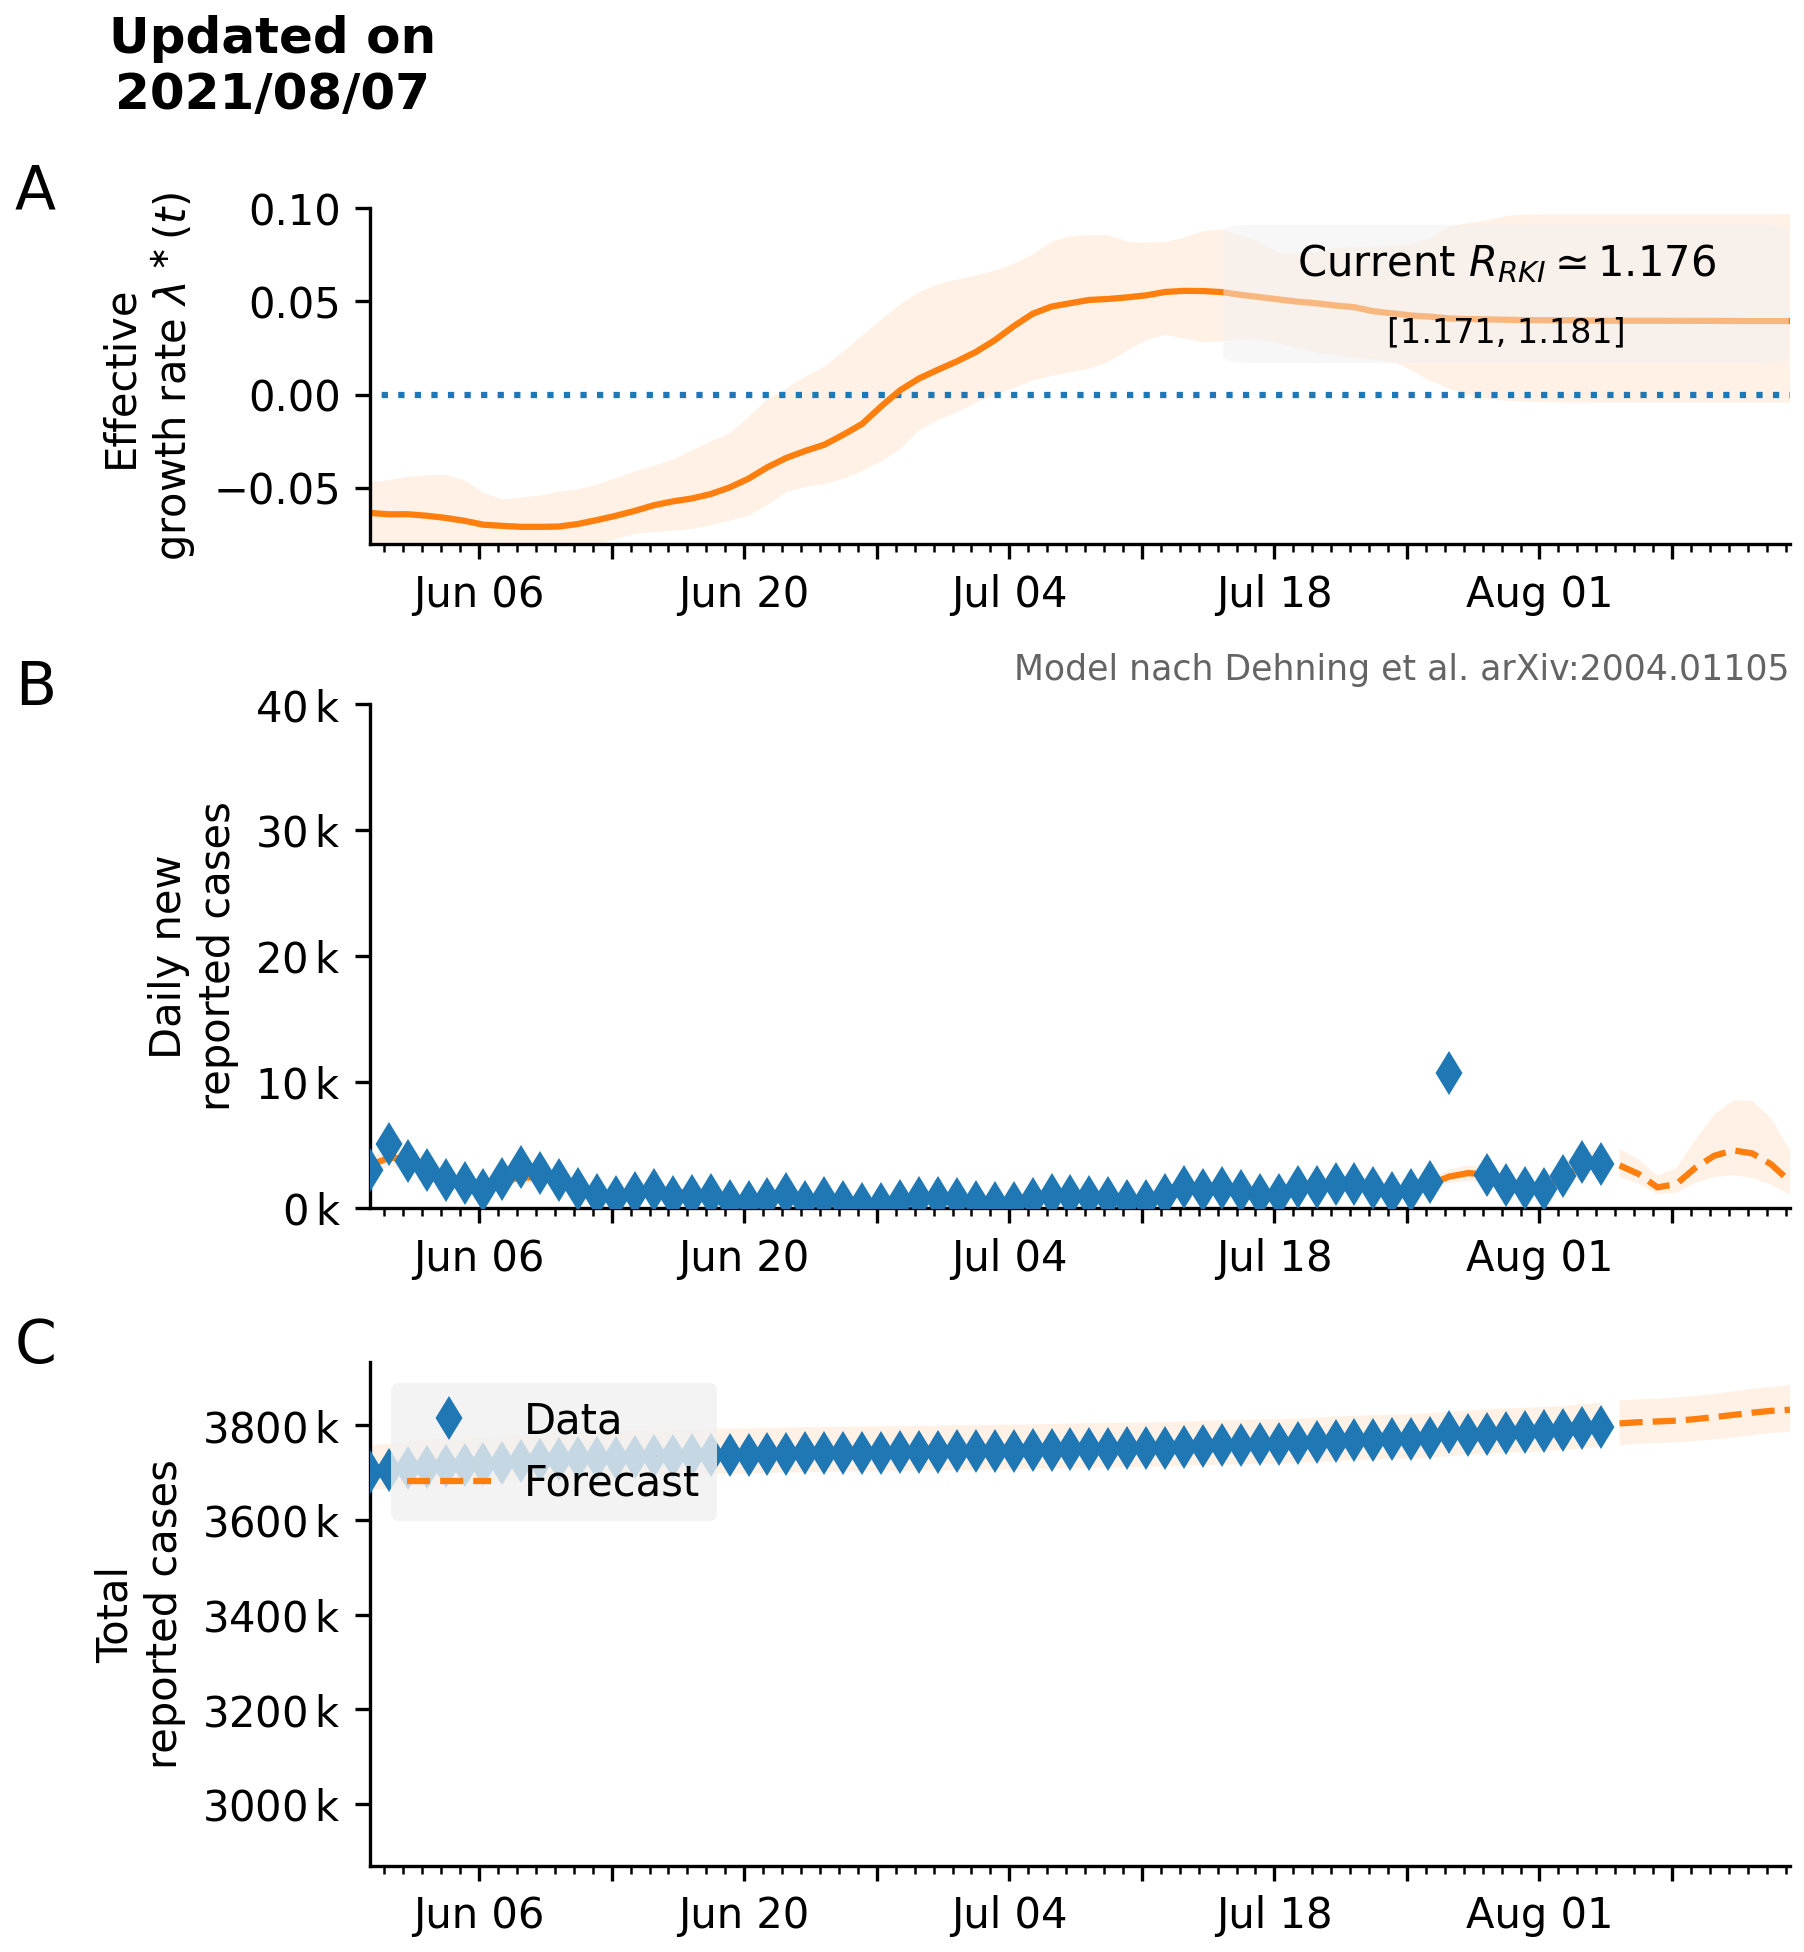 Updated on
2021/08/07
A
Effective
growth rate λ * (t)
0.10
0.05
0.00
−0.05
Current R_RKI ≃ 1.176
[1.171, 1.181]
Jun 06
Jun 20
Jul 04
Jul 18
Aug 01
B
Model nach Dehning et al. arXiv:2004.01105
Daily new
reported cases
40 k
30 k
20 k
10 k
0 k
Jun 06
Jun 20
Jul 04
Jul 18
Aug 01
C
Total
reported cases
3800 k
3600 k
3400 k
3200 k
3000 k
Data
Forecast
Jun 06
Jun 20
Jul 04
Jul 18
Aug 01